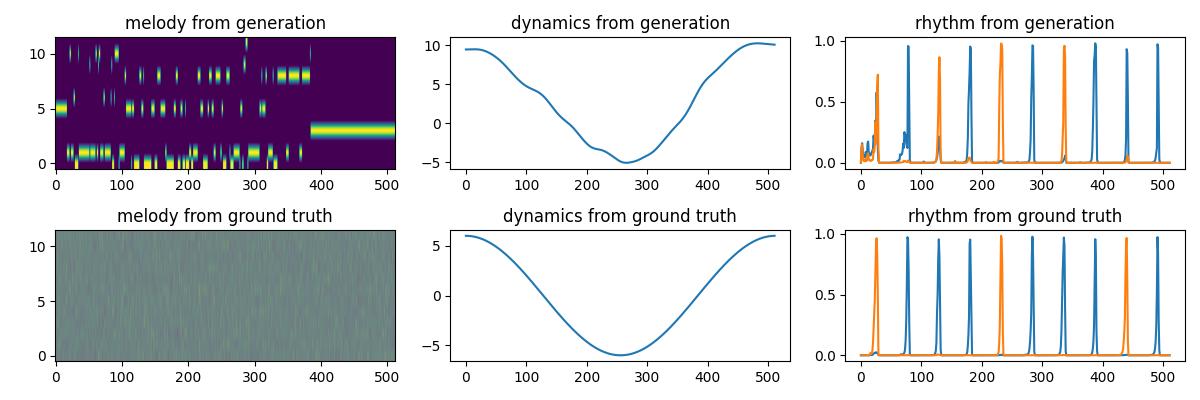 melody from generation
10
5
0
0 100 200 300 400 500
dynamics from generation
10
5
0
−5
0 100 200 300 400 500
rhythm from generation
1.0
0.5
0.0
0 100 200 300 400 500
melody from ground truth
10
5
0
0 100 200 300 400 500
dynamics from ground truth
5
0
−5
0 100 200 300 400 500
rhythm from ground truth
1.0
0.5
0.0
0 100 200 300 400 500